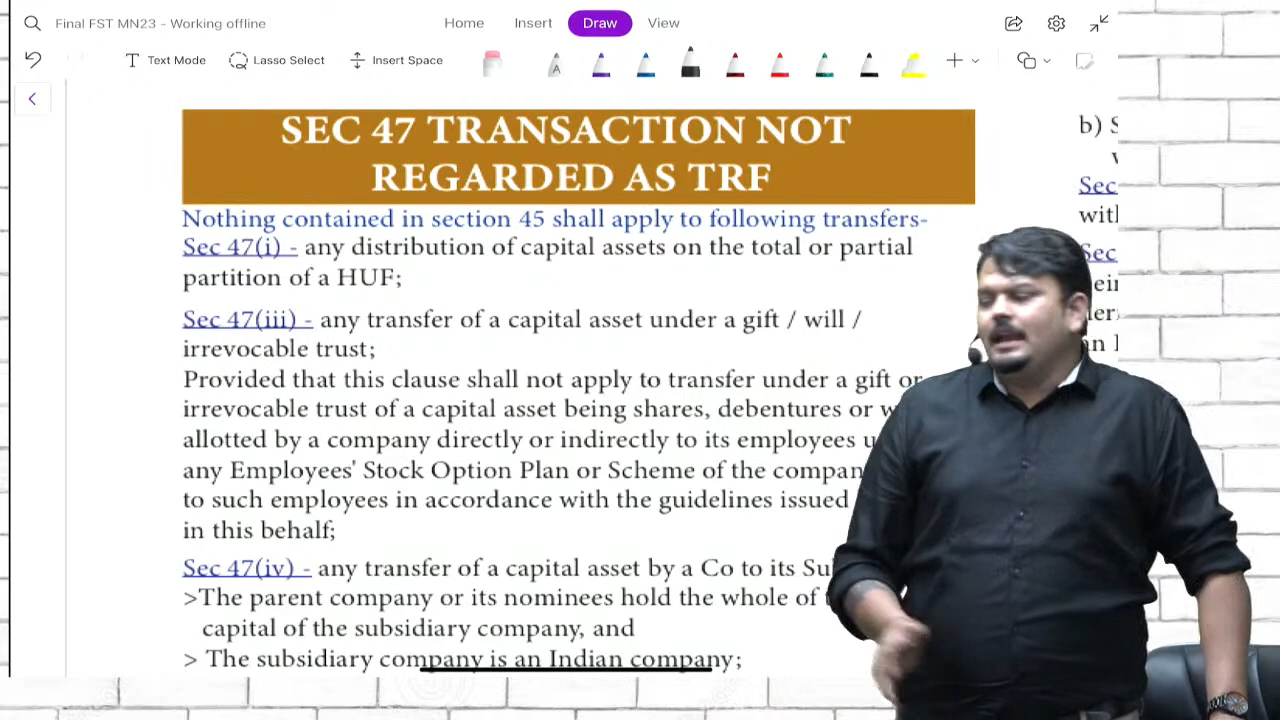 Final FST MN23 - Working offline
Home
Insert
Draw
View
Text Mode
Lasso Select
Insert Space
A
SEC 47 TRANSACTION NOT
REGARDED AS TRF
Nothing contained in section 45 shall apply to following transfers-
Sec 47(i) - any distribution of capital assets on the total or partial
partition of a HUF;
Sec 47(iii) - any transfer of a capital asset under a gift / will /
irrevocable trust;
Provided that this clause shall not apply to transfer under a gift or
irrevocable trust of a capital asset being shares, debentures or
allotted by a company directly or indirectly to its employees
any Employees' Stock Option Plan or Scheme of the
to such employees in accordance with the guidelines issued
in this behalf;
Sec 47(iv) - any transfer of a capital asset by a Co to its
>The parent company or its nominees hold the whole of
capital of the subsidiary company, and
> The subsidiary company is an Indian company;
b)
Sec
Sec